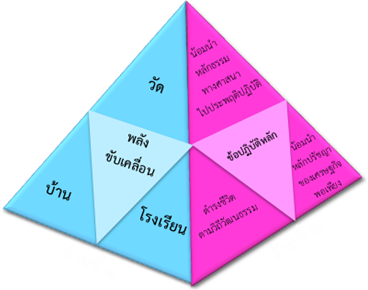 วัด
น้อมนำ
หลักธรรม
ทางศาสนา
ไปประพฤติปฏิบัติ
พลัง
ขับเคลื่อน
ข้อปฏิบัติหลัก
บ้าน
โรงเรียน
ดำรงชีวิต
ตามวิถีวัฒนธรรม
น้อมนำ
หลักปรัชญา
ของเศรษฐกิจ
พอเพียง